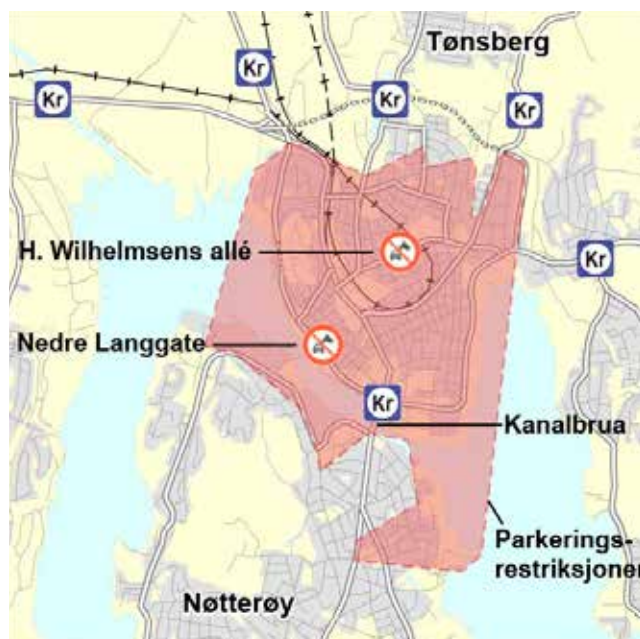 Tønsberg
Kr
Kr
Kr
Kr
H. Wilhelmsens allé
Kr
Nedre Langgate
Kr
Kanalbrua
Parkerings-
restriksjoner
Nøtterøy